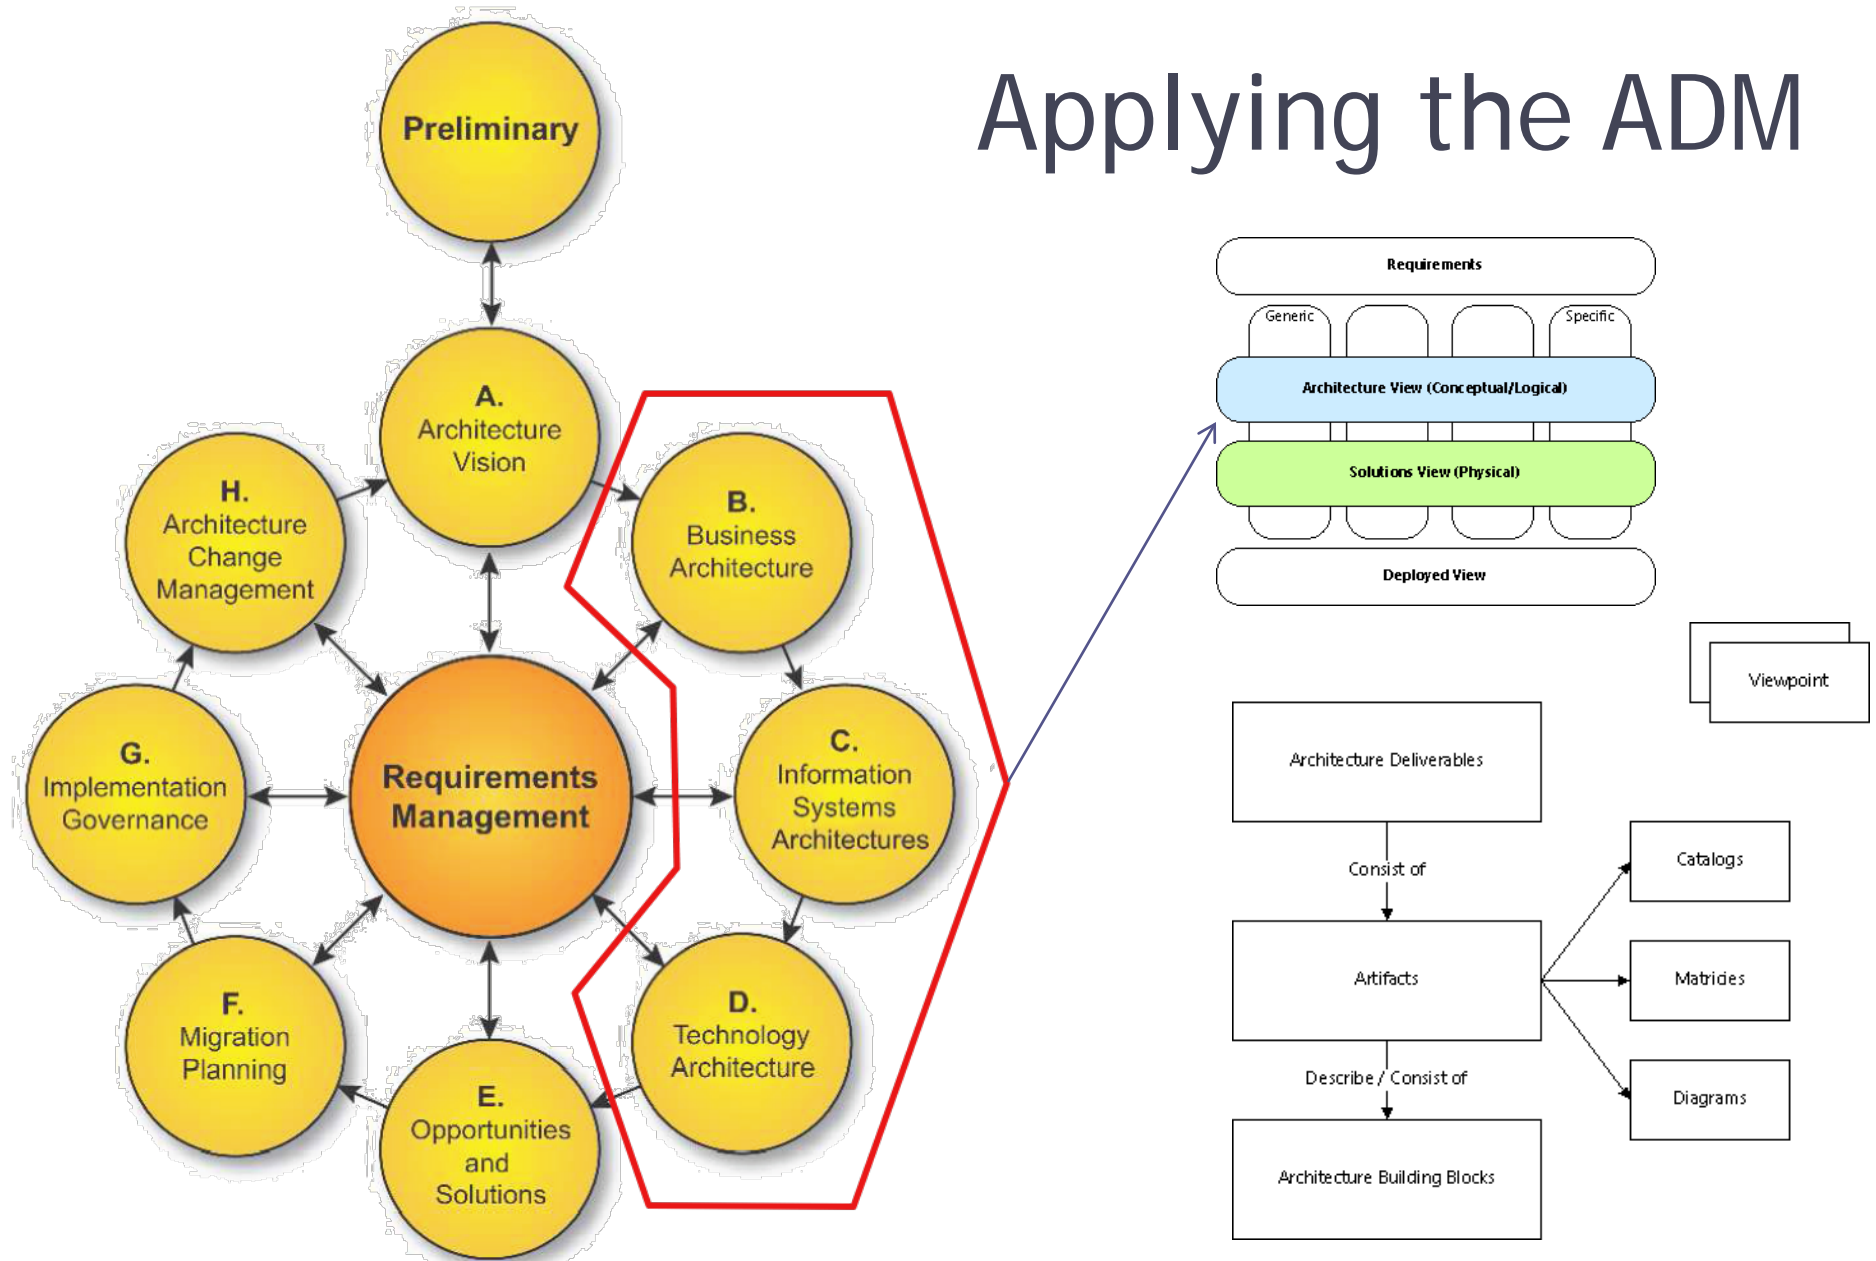 Applying the ADM
Preliminary
A.
Architecture
Vision
B.
Business
Architecture
C.
Information
Systems
Architectures
D.
Technology
Architecture
E.
Opportunities
and
Solutions
F.
Migration
Planning
G.
Implementation
Governance
H.
Architecture
Change
Management
Requirements
Management
Requirements
Generic
Specific
Architecture View (Conceptual/Logical)
Solutions View (Physical)
Deployed View
Viewpoint
Architecture Deliverables
Consist of
Artifacts
Describe / Consist of
Architecture Building Blocks
Catalogs
Matricies
Diagrams